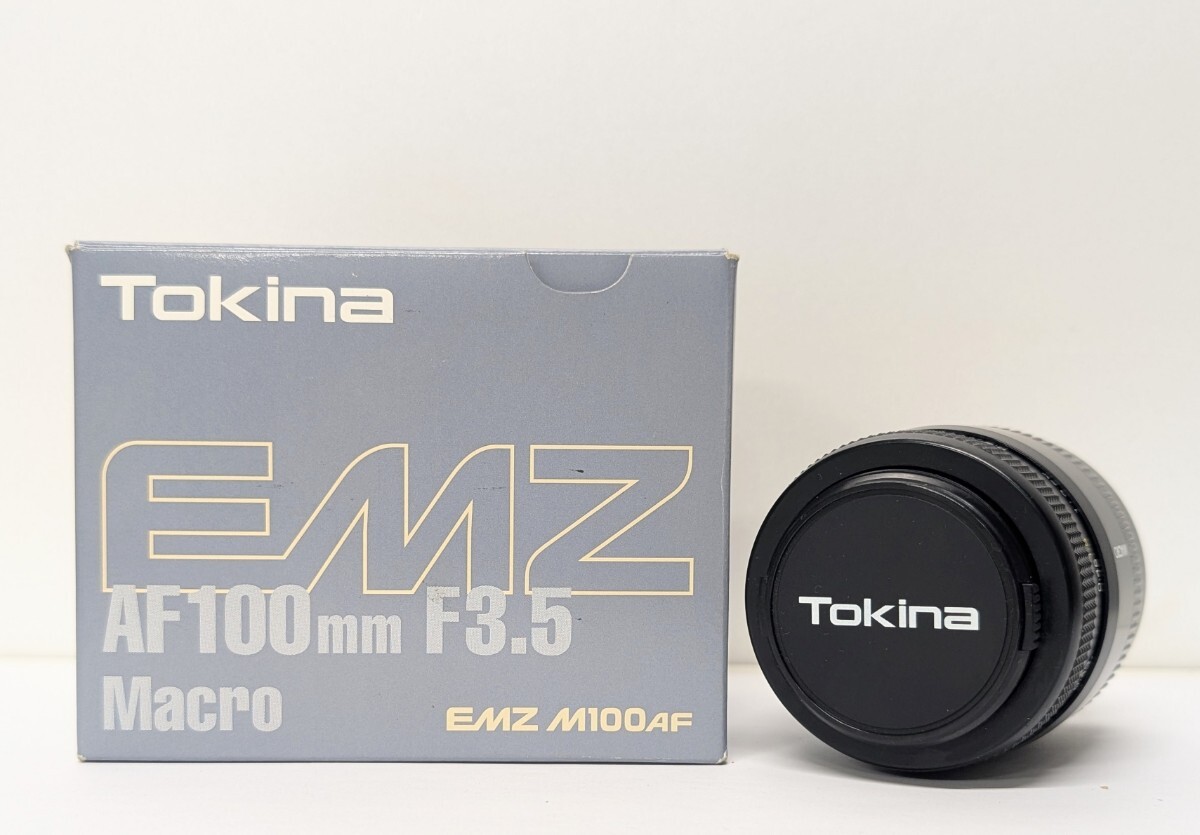 Tokina
EMZ
AF100mm F3.5
Macro
EMZ M100AF
Tokina